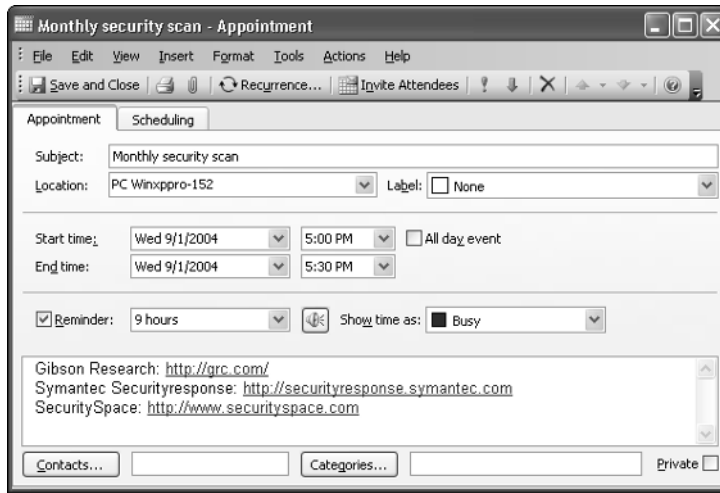 Monthly security scan - Appointment
File Edit View Insert Format Tools Actions Help
Save and Close Recurrence... Invite Attendees
Appointment Scheduling
Subject: Monthly security scan
Location: PC Winxppro-152 Label: None
Start time: Wed 9/1/2004 5:00 PM All day event
End time: Wed 9/1/2004 5:30 PM
Reminder: 9 hours Show time as: Busy
Gibson Research: http://grc.com/
Symantec Securityresponse: http://securityresponse.symantec.com
SecuritySpace: http://www.securityspace.com
Contacts... Categories... Private